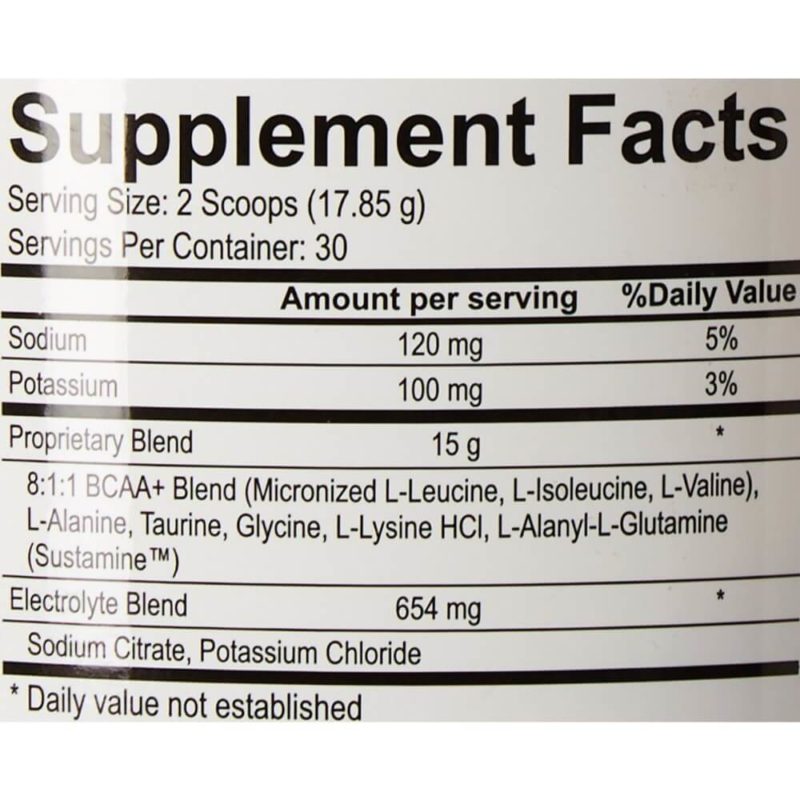 Supplement Facts
Serving Size: 2 Scoops (17.85 g)
Servings Per Container: 30
Amount per serving %Daily Value
Sodium 120 mg 5%
Potassium 100 mg 3%
Proprietary Blend 15 g *
8:1:1 BCAA+ Blend (Micronized L-Leucine, L-Isoleucine, L-Valine),
L-Alanine, Taurine, Glycine, L-Lysine HCl, L-Alanyl-L-Glutamine
(Sustamine™)
Electrolyte Blend 654 mg *
Sodium Citrate, Potassium Chloride
* Daily value not established